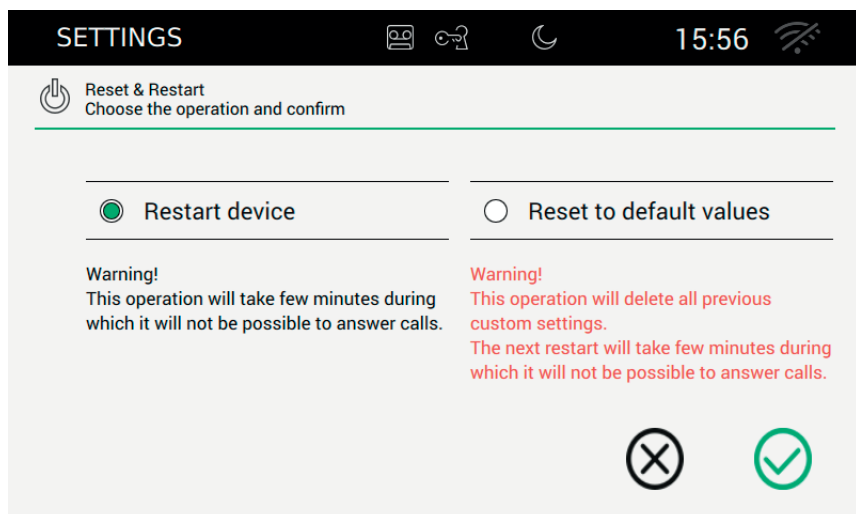 SETTINGS
15:56
Reset & Restart
Choose the operation and confirm
Restart device
Reset to default values
Warning!
This operation will take few minutes during
which it will not be possible to answer calls.
Warning!
This operation will delete all previous
custom settings.
The next restart will take few minutes during
which it will not be possible to answer calls.